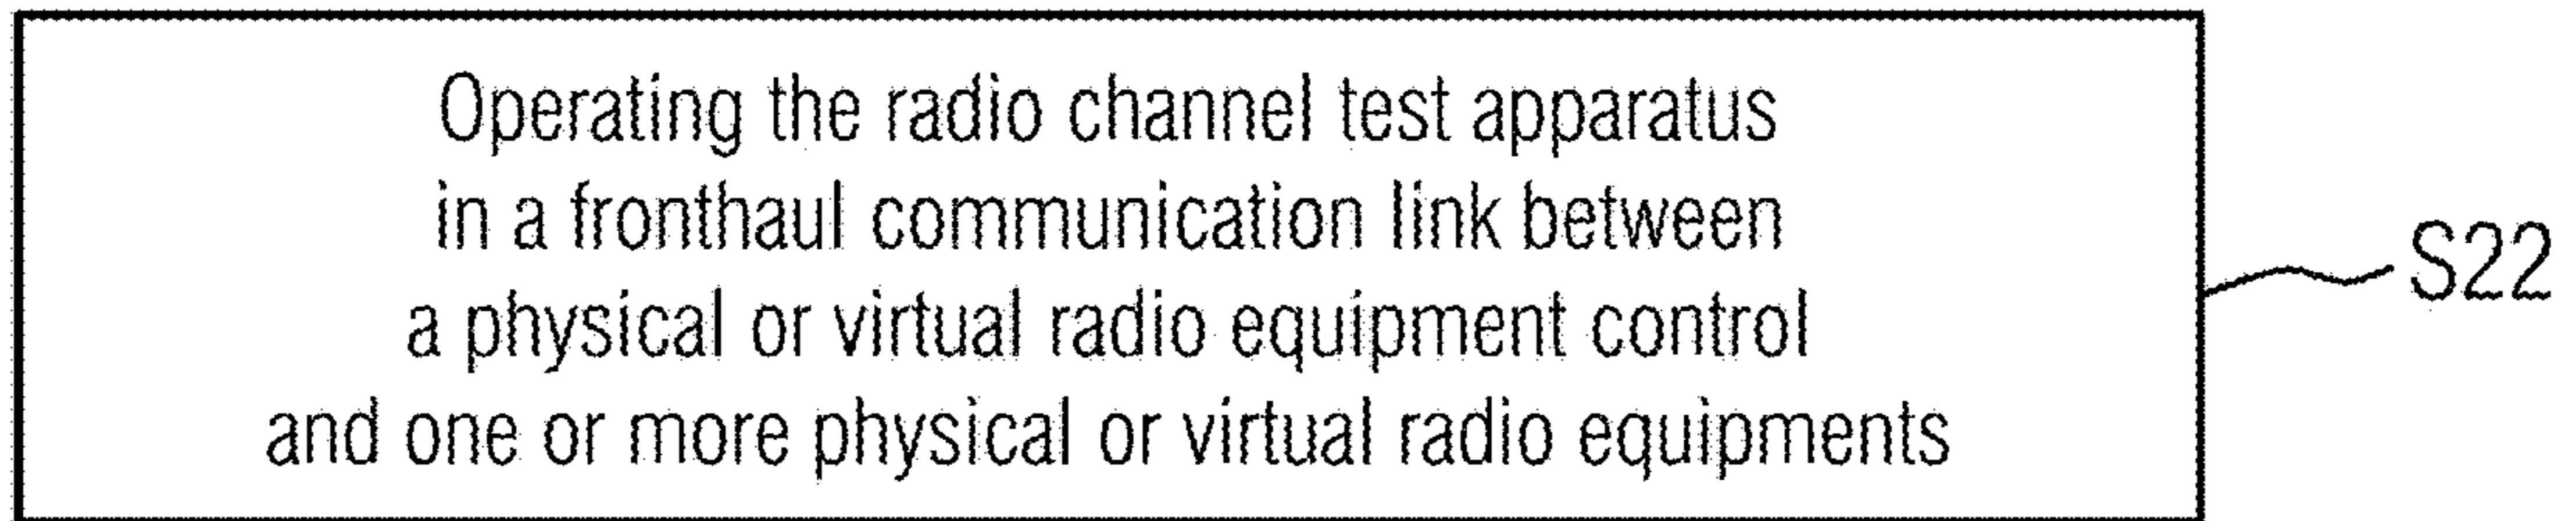 Operating the radio channel test apparatus
in a fronthaul communication link between
a physical or virtual radio equipment control
and one or more physical or virtual radio equipments
S22